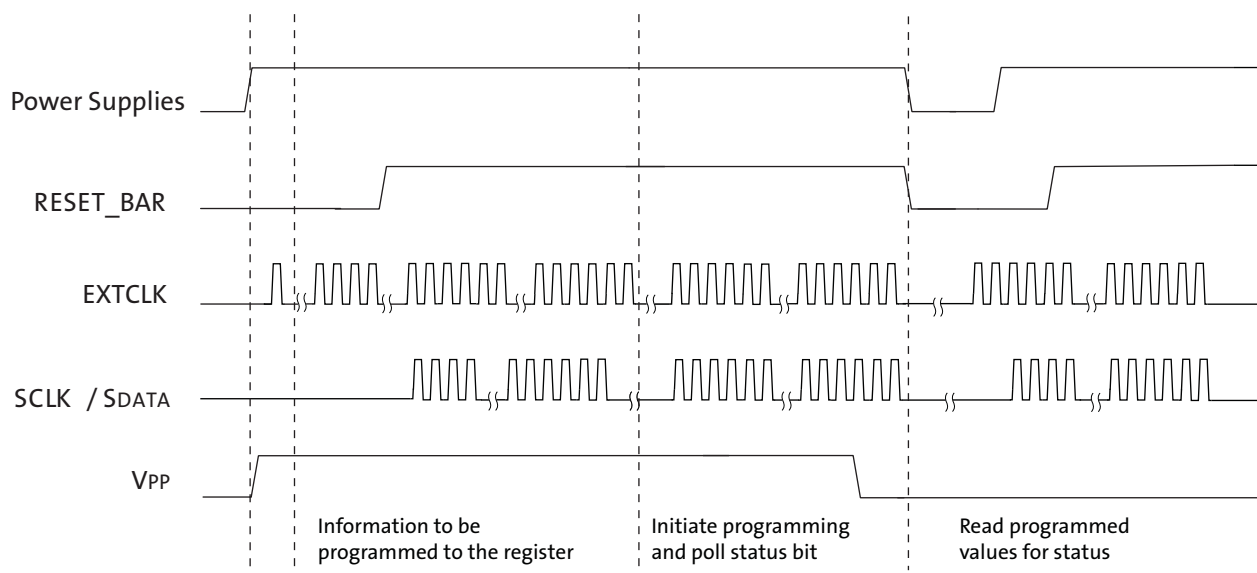 Power Supplies
RESET_BAR
EXTCLK
SCLK / SDATA
VPP
Information to be
programmed to the register
Initiate programming
and poll status bit
Read programmed
values for status